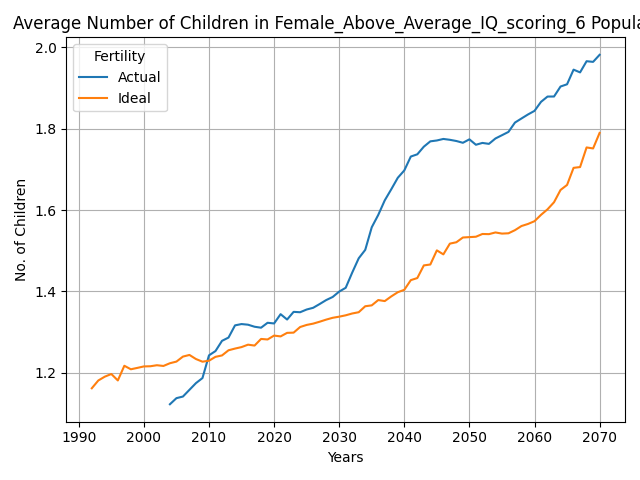 Average Number of Children in Female_Above_Average_IQ_scoring_6 Popula
Fertility
Actual
Ideal
2.0
1.8
1.6
1.4
1.2
No. of Children
1990 2000 2010 2020 2030 2040 2050 2060 2070
Years